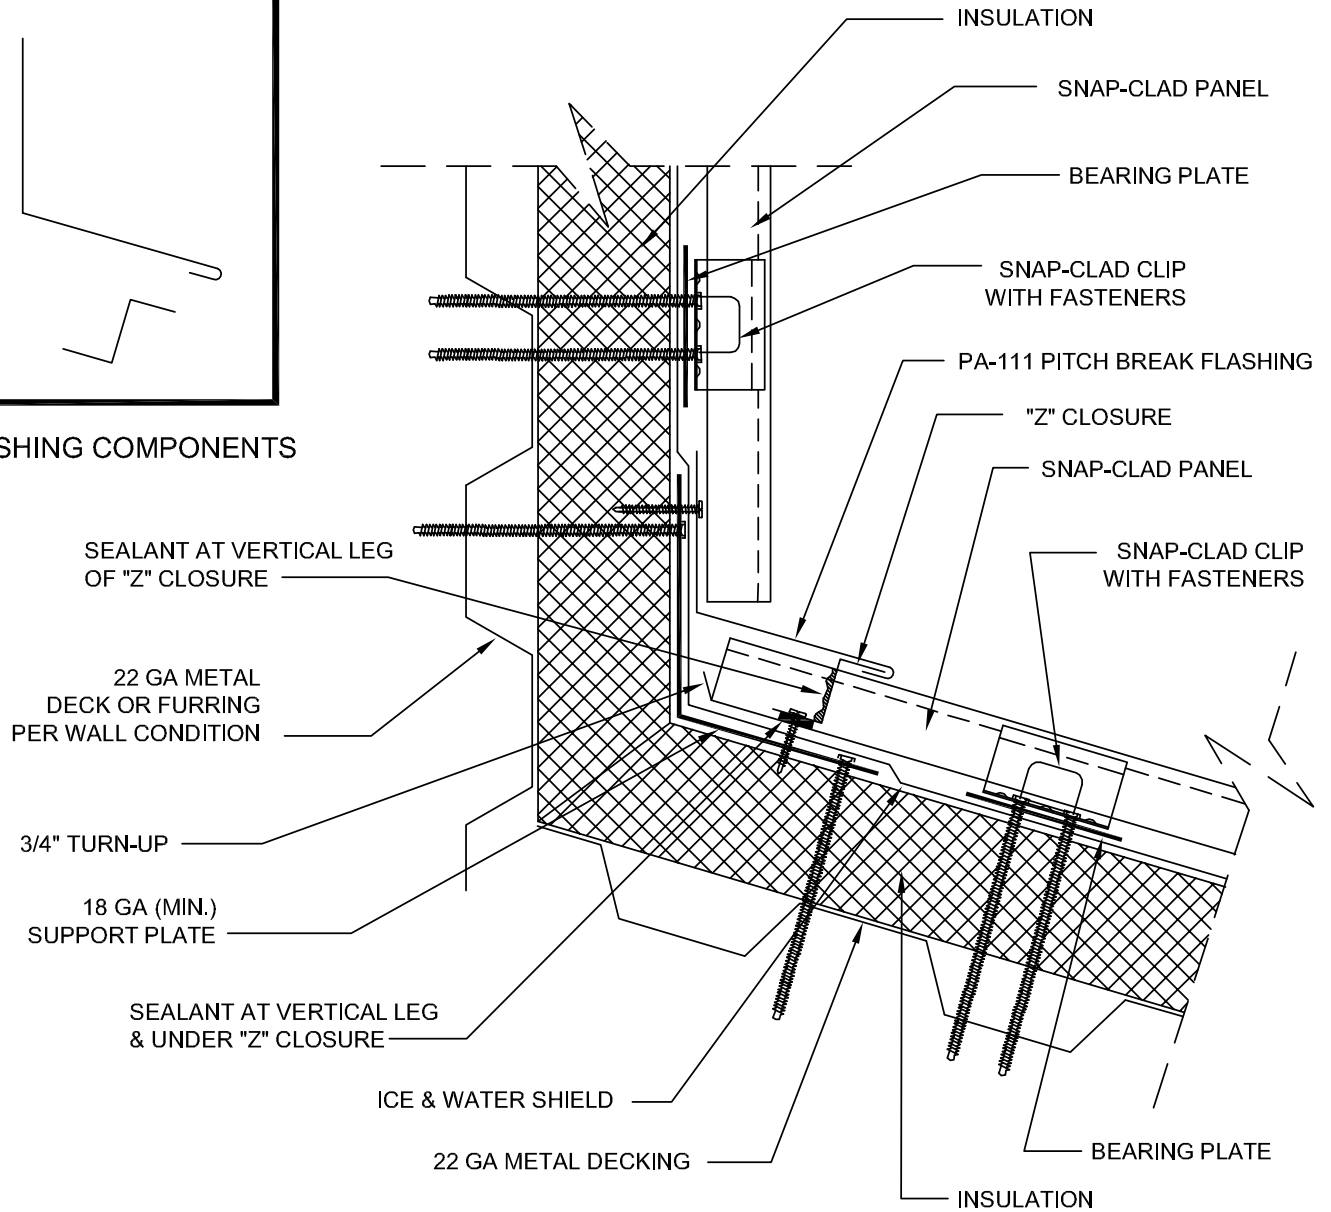 INSULATION
SNAP-CLAD PANEL
BEARING PLATE
SNAP-CLAD CLIP
WITH FASTENERS
PA-111 PITCH BREAK FLASHING
"Z" CLOSURE
SNAP-CLAD PANEL
SNAP-CLAD CLIP
WITH FASTENERS
SHING COMPONENTS
SEALANT AT VERTICAL LEG
OF "Z" CLOSURE
22 GA METAL
DECK OR FURRING
PER WALL CONDITION
3/4" TURN-UP
18 GA (MIN.)
SUPPORT PLATE
SEALANT AT VERTICAL LEG
& UNDER "Z" CLOSURE
ICE & WATER SHIELD
22 GA METAL DECKING
BEARING PLATE
INSULATION